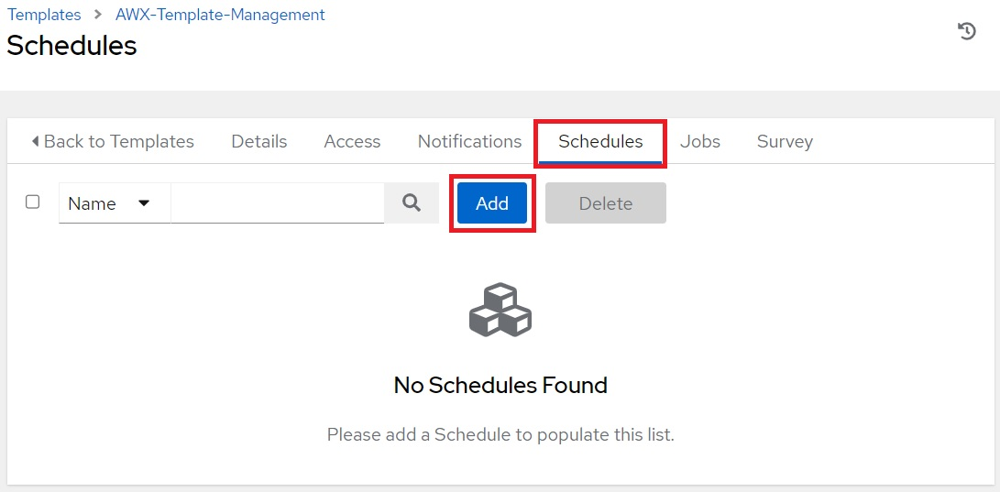 Templates > AWX-Template-Management
Schedules
Back to Templates Details Access Notifications Schedules Jobs Survey
Name Add Delete
No Schedules Found
Please add a Schedule to populate this list.